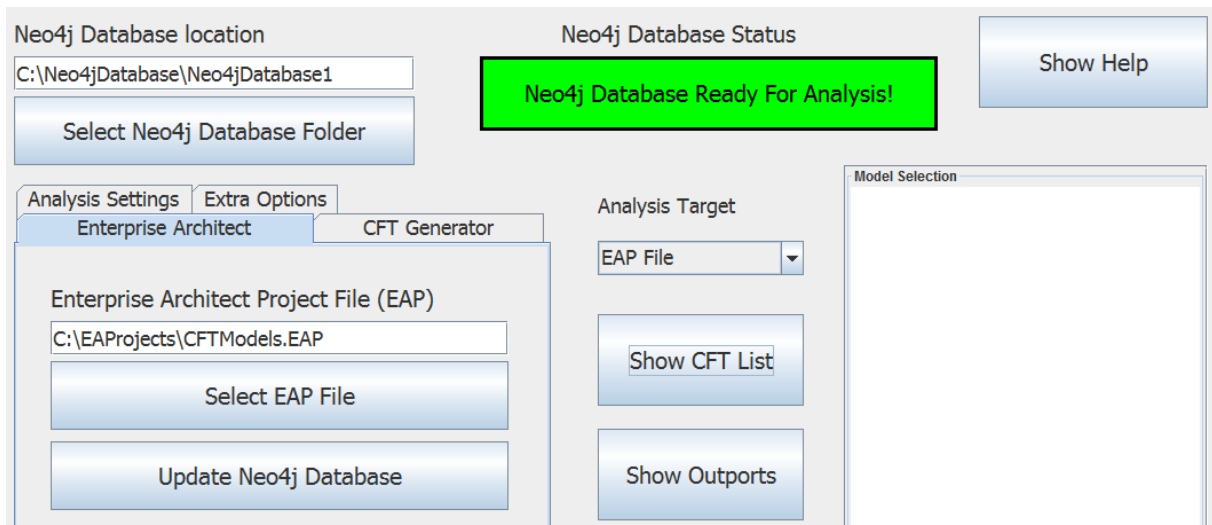 Neo4j Database location
Neo4j Database Status
Show Help
C:\Neo4jDatabase\Neo4jDatabase1
Neo4j Database Ready For Analysis!
Select Neo4j Database Folder
Model Selection
Analysis Settings
Extra Options
Analysis Target
Enterprise Architect
CFT Generator
EAP File
Enterprise Architect Project File (EAP)
C:\EAProjects\CFTModels.EAP
Show CFT List
Select EAP File
Update Neo4j Database
Show Outports